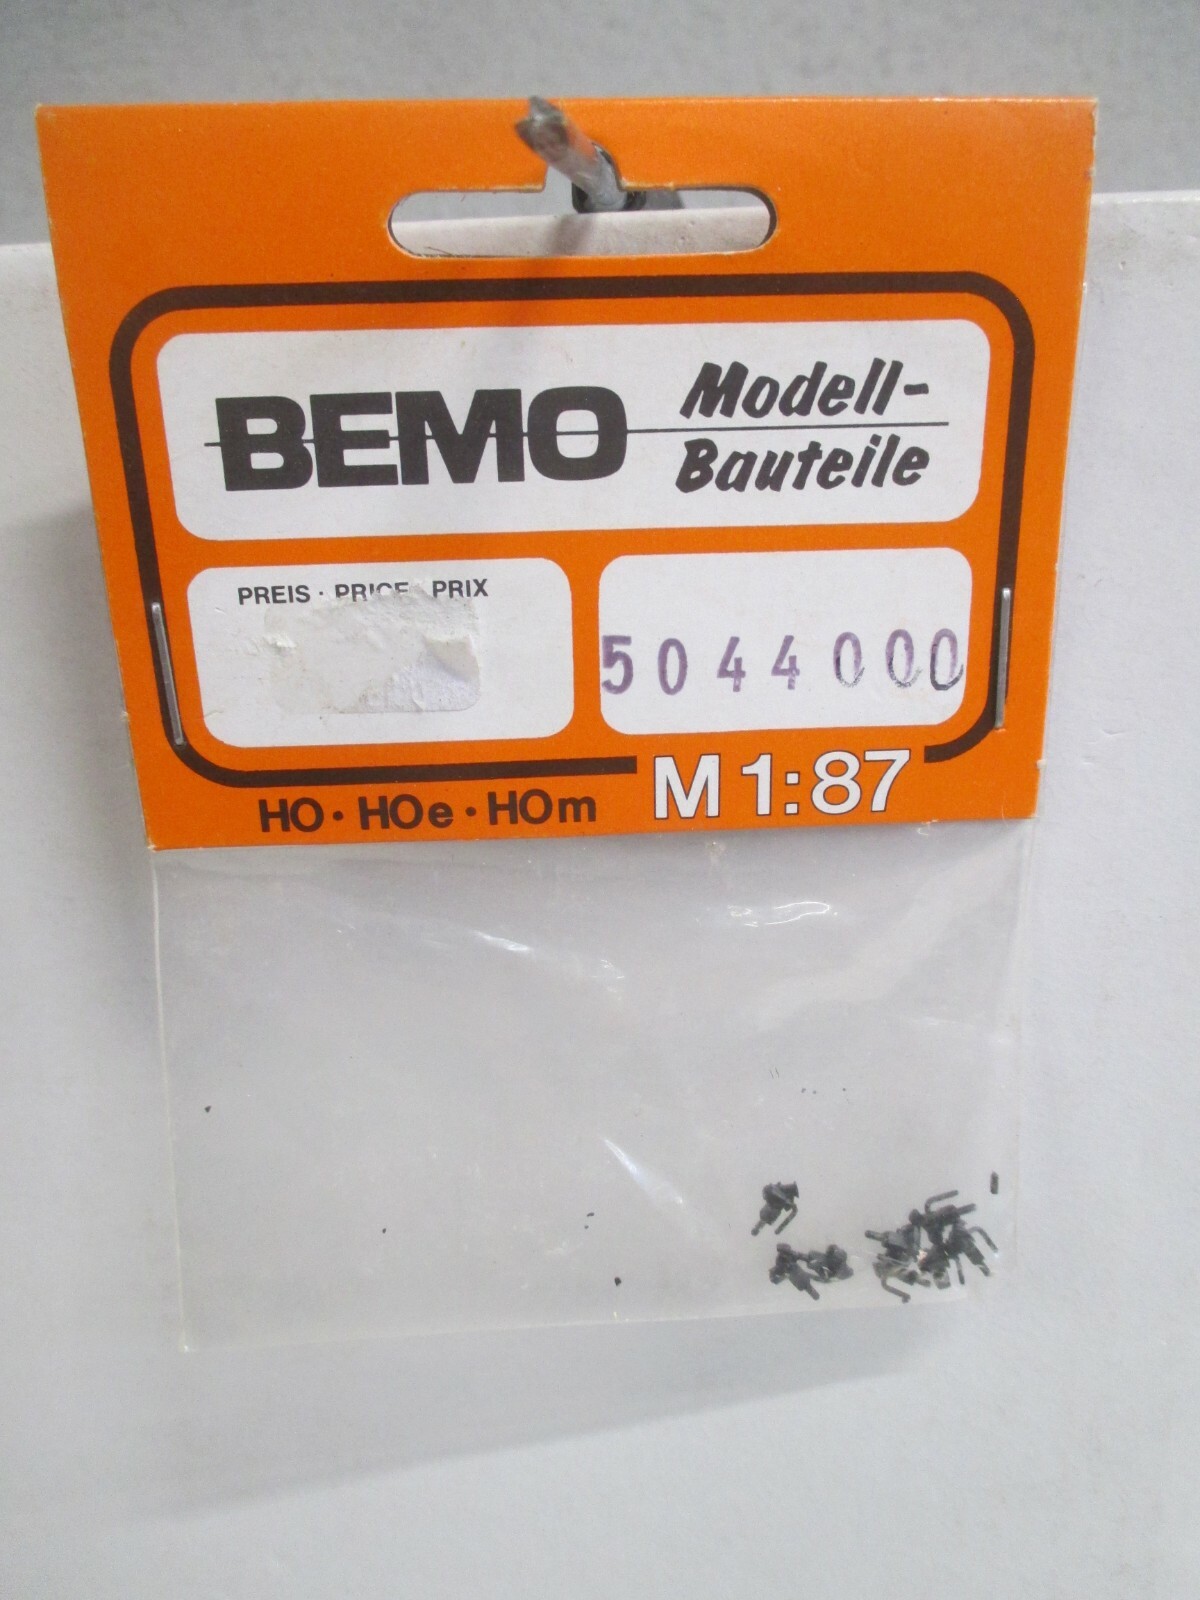 BEMO Modell-
Bauteile
PREIS · PRICE · PRIX
5044000
M 1:87
HO · HOe · HOm